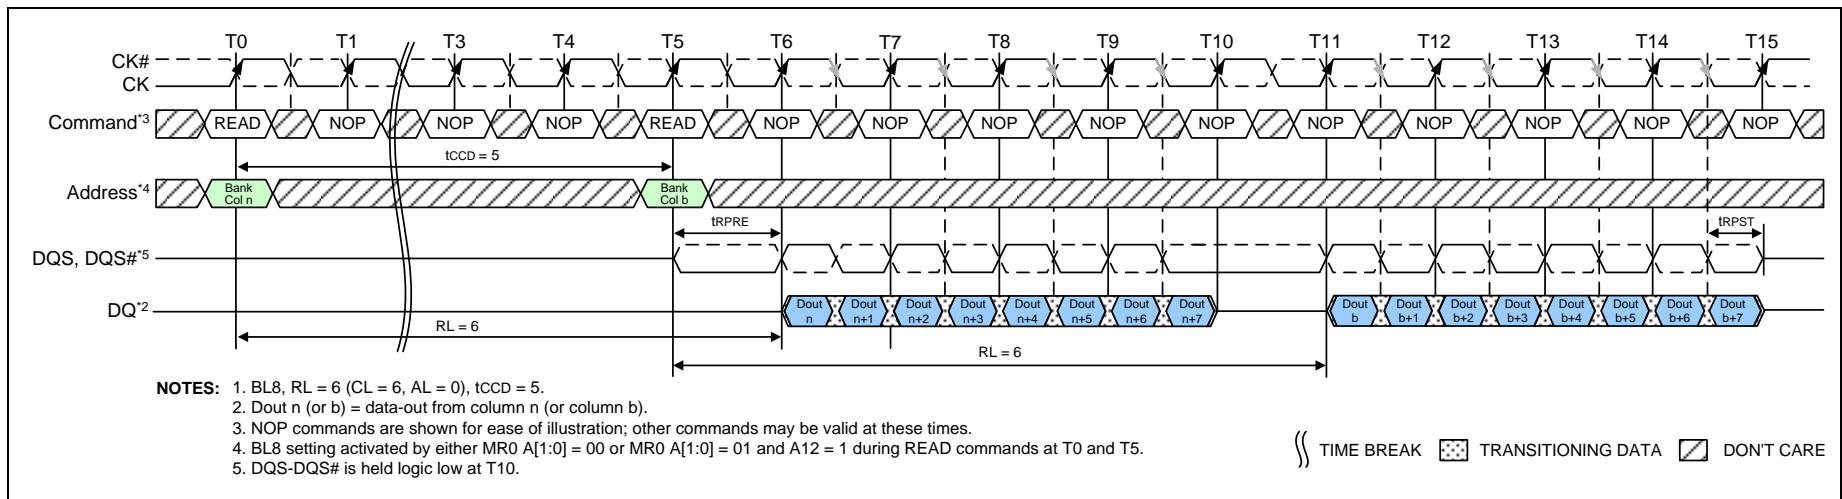 T0 T1 T3 T4 T5 T6 T7 T8 T9 T10 T11 T12 T13 T14 T15
CK#
CK
Command*3 READ NOP NOP NOP READ NOP NOP NOP NOP NOP NOP NOP NOP NOP NOP
tCCD = 5
Address*4 Bank Col n Bank Col b
tRPRE tRPST
DQS, DQS#*5
DQ*2 Dout n Dout n+1 Dout n+2 Dout n+3 Dout n+4 Dout n+5 Dout n+6 Dout n+7 Dout b Dout b+1 Dout b+2 Dout b+3 Dout b+4 Dout b+5 Dout b+6 Dout b+7
RL = 6
RL = 6
NOTES: 1. BL8, RL = 6 (CL = 6, AL = 0), tCCD = 5.
2. Dout n (or b) = data-out from column n (or column b).
3. NOP commands are shown for ease of illustration; other commands may be valid at these times.
4. BL8 setting activated by either MR0 A[1:0] = 00 or MR0 A[1:0] = 01 and A12 = 1 during READ commands at T0 and T5.
5. DQS-DQS# is held logic low at T10.
TIME BREAK TRANSITIONING DATA DON'T CARE